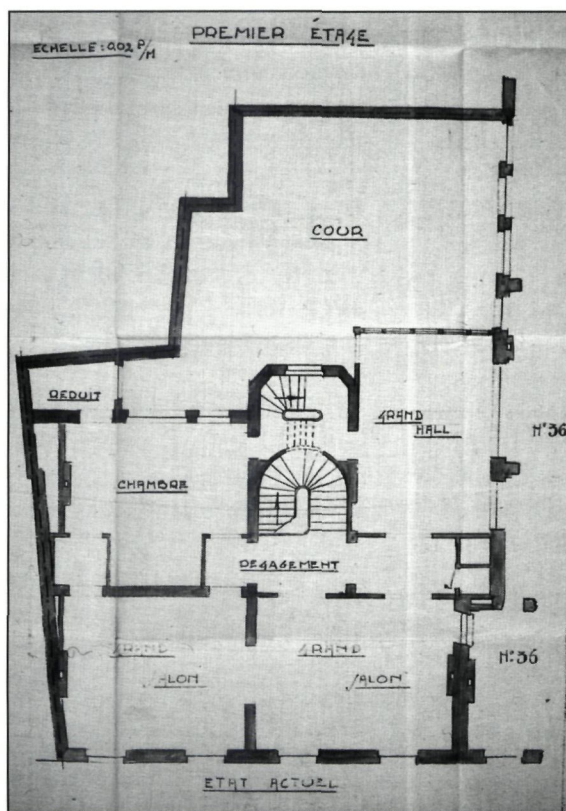 PREMIER ÉTAGE
ECHELLE: 0.02 P/M
COUR
REDUIT
GRAND
HALL
N°36
CHAMBRE
DEGAGEMENT
GRAND
SALON
GRAND
SALON
N°36
ETAT ACTUEL